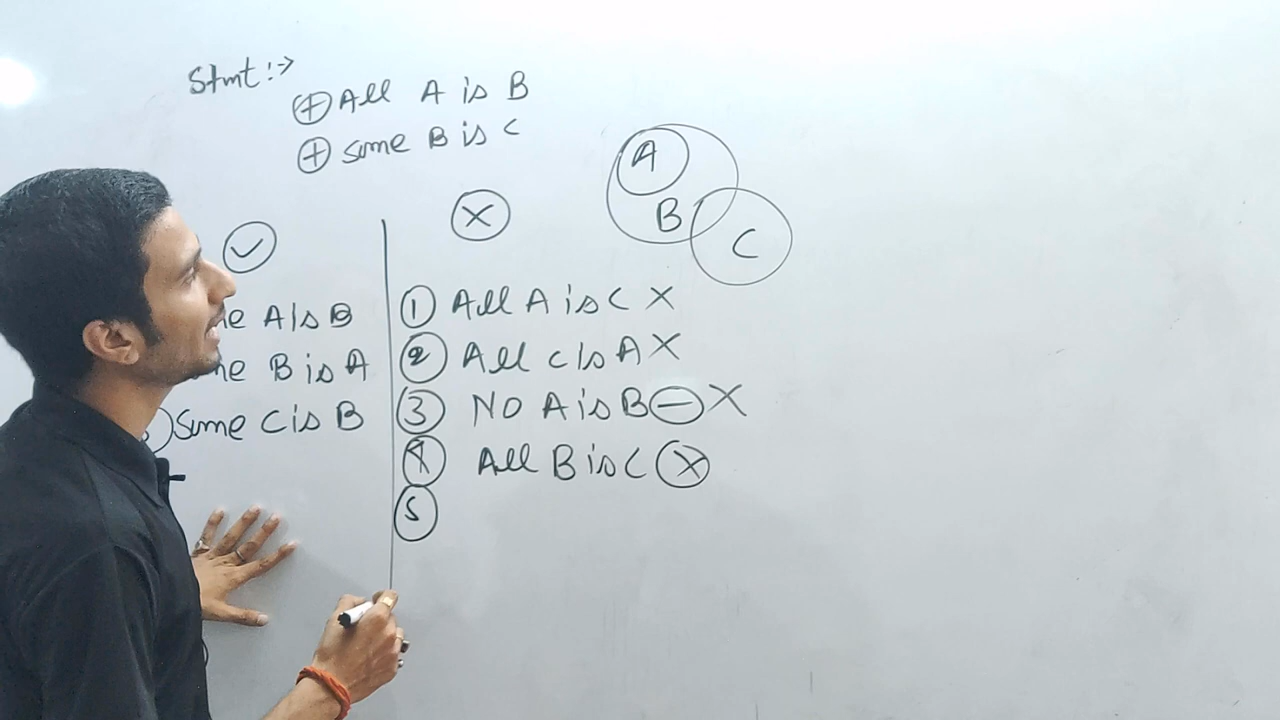 Stmt :->
+ All A is B
+ Some B is C
A
B
C
✓
A is B
B is A
Some C is B
X
1 All A is C X
2 All C is A X
3 NO A is B - X
4 All B is C X
5